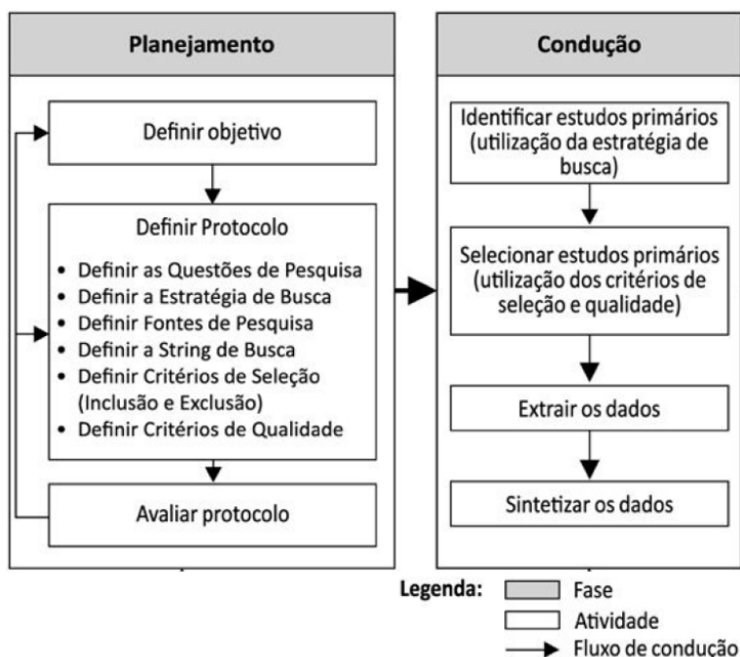 Planejamento
Definir objetivo
Definir Protocolo
• Definir as Questões de Pesquisa
• Definir a Estratégia de Busca
• Definir Fontes de Pesquisa
• Definir a String de Busca
• Definir Critérios de Seleção
(Inclusão e Exclusão)
• Definir Critérios de Qualidade
Avaliar protocolo
Condução
Identificar estudos primários
(utilização da estratégia de
busca)
Selecionar estudos primários
(utilização dos critérios de
seleção e qualidade)
Extrair os dados
Sintetizar os dados
Legenda:
Fase
Atividade
Fluxo de condução